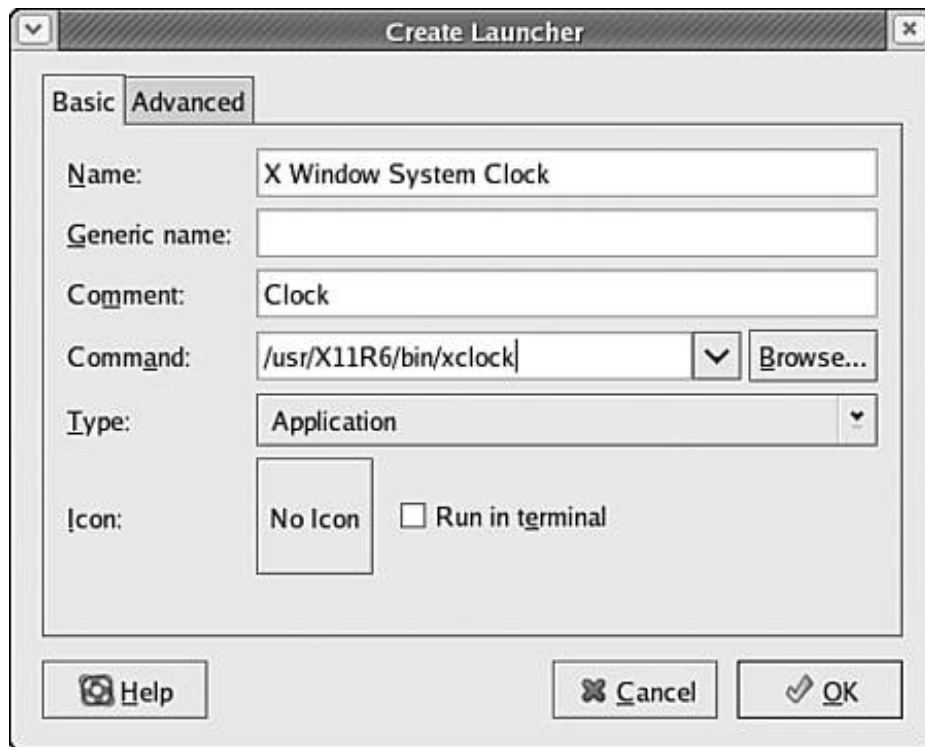 Create Launcher
Basic Advanced
Name: X Window System Clock
Generic name:
Comment: Clock
Command: /usr/X11R6/bin/xclock Browse...
Type: Application
Icon: No Icon Run in terminal
Help Cancel OK